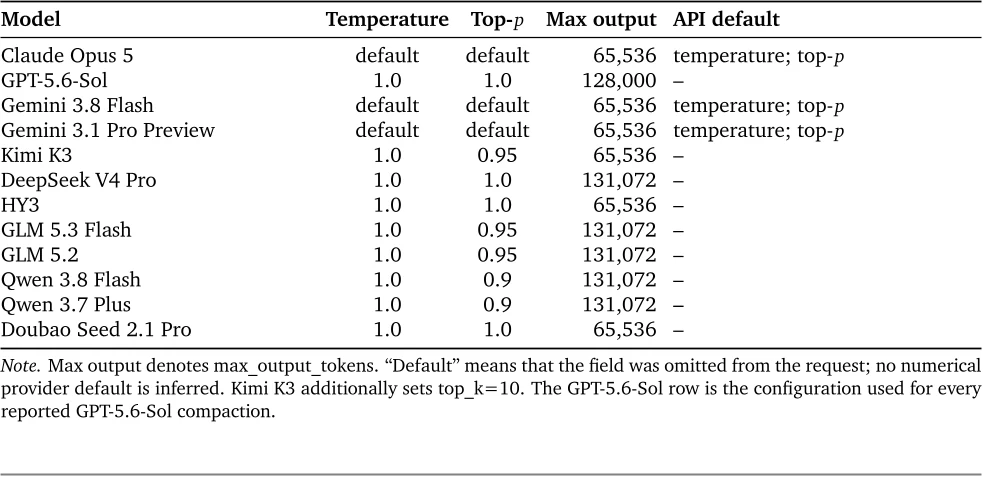 Model Temperature Top-p Max output API default
Claude Opus 5 default default 65,536 temperature; top-p
GPT-5.6-Sol 1.0 1.0 128,000 –
Gemini 3.8 Flash default default 65,536 temperature; top-p
Gemini 3.1 Pro Preview default default 65,536 temperature; top-p
Kimi K3 1.0 0.95 65,536 –
DeepSeek V4 Pro 1.0 1.0 131,072 –
HY3 1.0 1.0 65,536 –
GLM 5.3 Flash 1.0 0.95 131,072 –
GLM 5.2 1.0 0.95 131,072 –
Qwen 3.8 Flash 1.0 0.9 131,072 –
Qwen 3.7 Plus 1.0 0.9 131,072 –
Doubao Seed 2.1 Pro 1.0 1.0 65,536 –
Note. Max output denotes max_output_tokens. “Default” means that the field was omitted from the request; no numerical
provider default is inferred. Kimi K3 additionally sets top_k=10. The GPT-5.6-Sol row is the configuration used for every
reported GPT-5.6-Sol compaction.